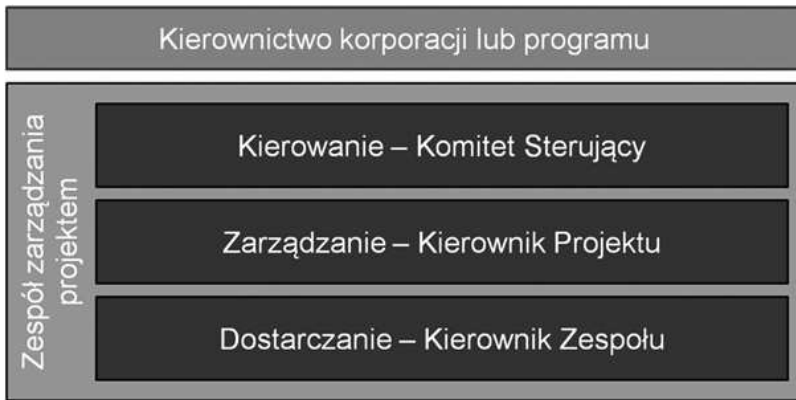 Kierownictwo korporacji lub programu
Zespół zarządzania
projektem
Kierowanie – Komitet Sterujący
Zarządzanie – Kierownik Projektu
Dostarczanie – Kierownik Zespołu